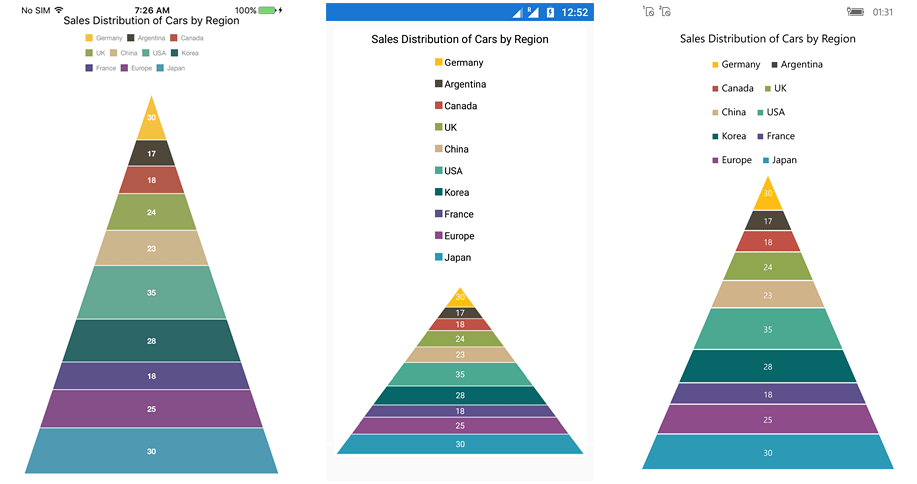 No SIM 7:26 AM 100%
Sales Distribution of Cars by Region
Germany Argentina Canada
UK China USA Korea
France Europe Japan
30
17
18
24
23
35
28
18
25
30
R 12:52
Sales Distribution of Cars by Region
Germany
Argentina
Canada
UK
China
USA
Korea
France
Europe
Japan
30
17
18
24
23
35
28
18
25
30
1 2 01:31
Sales Distribution of Cars by Region
Germany Argentina
Canada UK
China USA
Korea France
Europe Japan
30
17
18
24
23
35
28
18
25
30